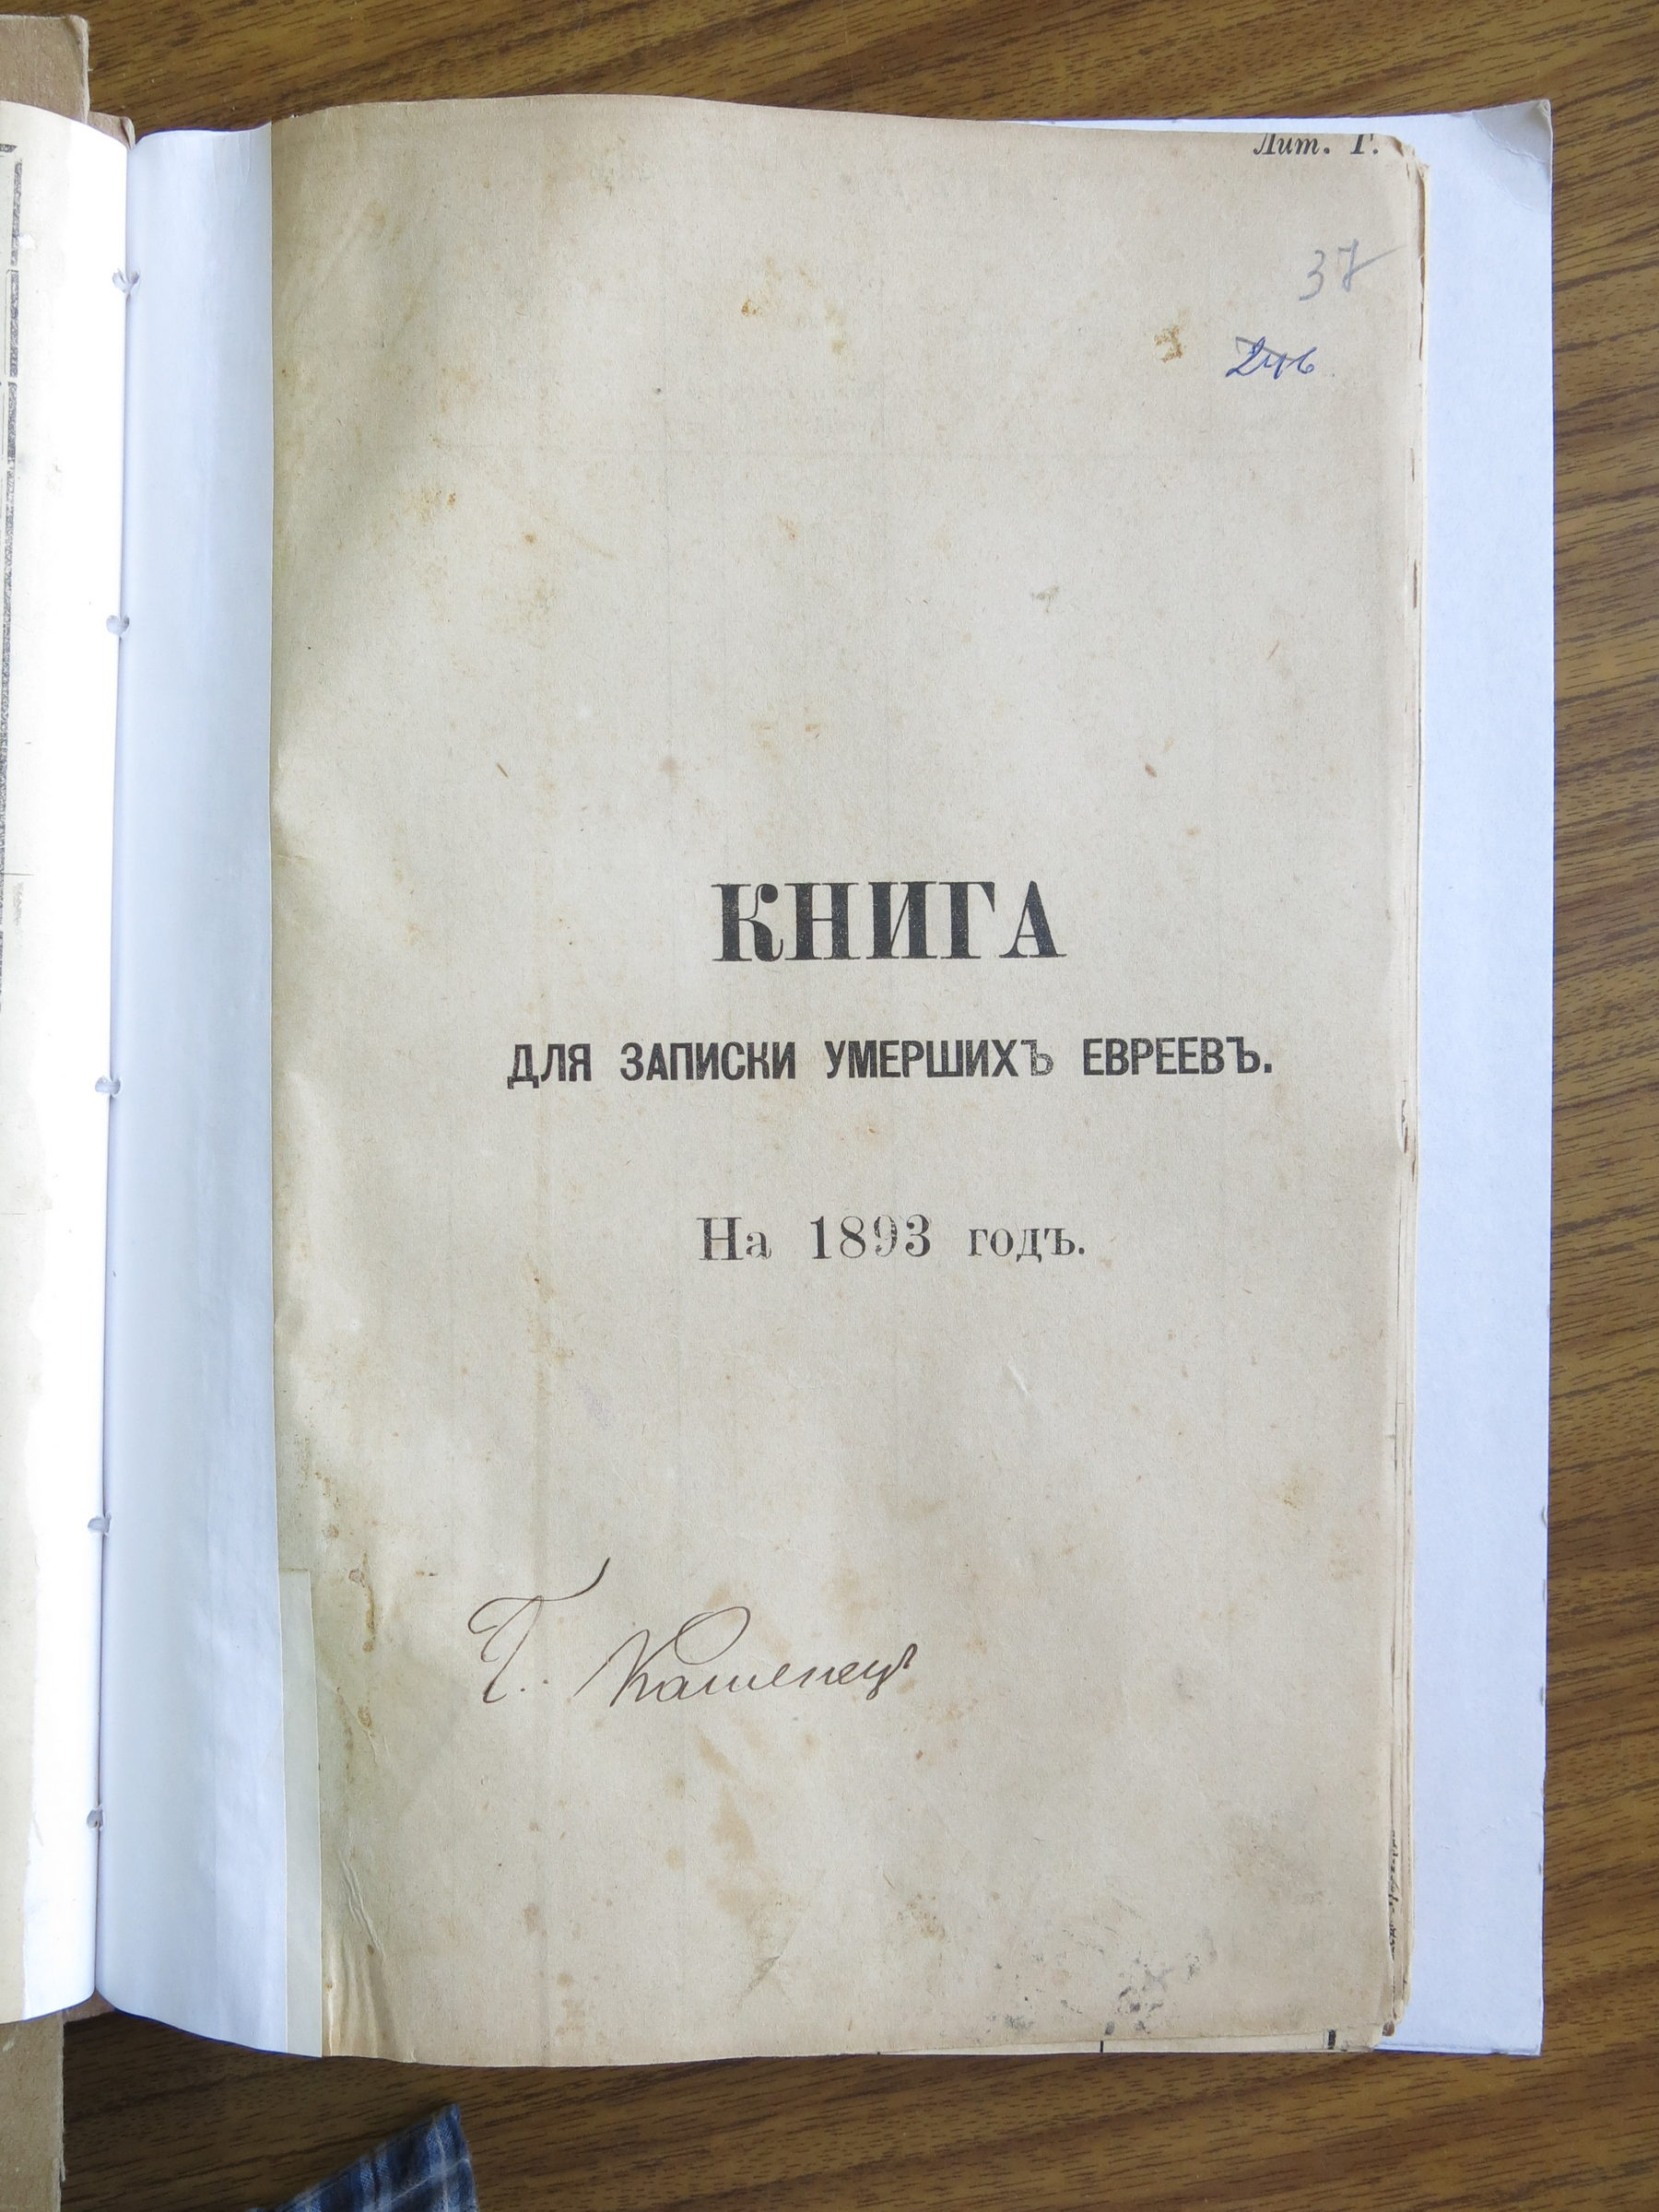 Лит. Г.
37
246
КНИГА
ДЛЯ ЗАПИСКИ УМЕРШИХЪ ЕВРЕЕВЪ.
На 1893 годъ.
Г. Каменецъ